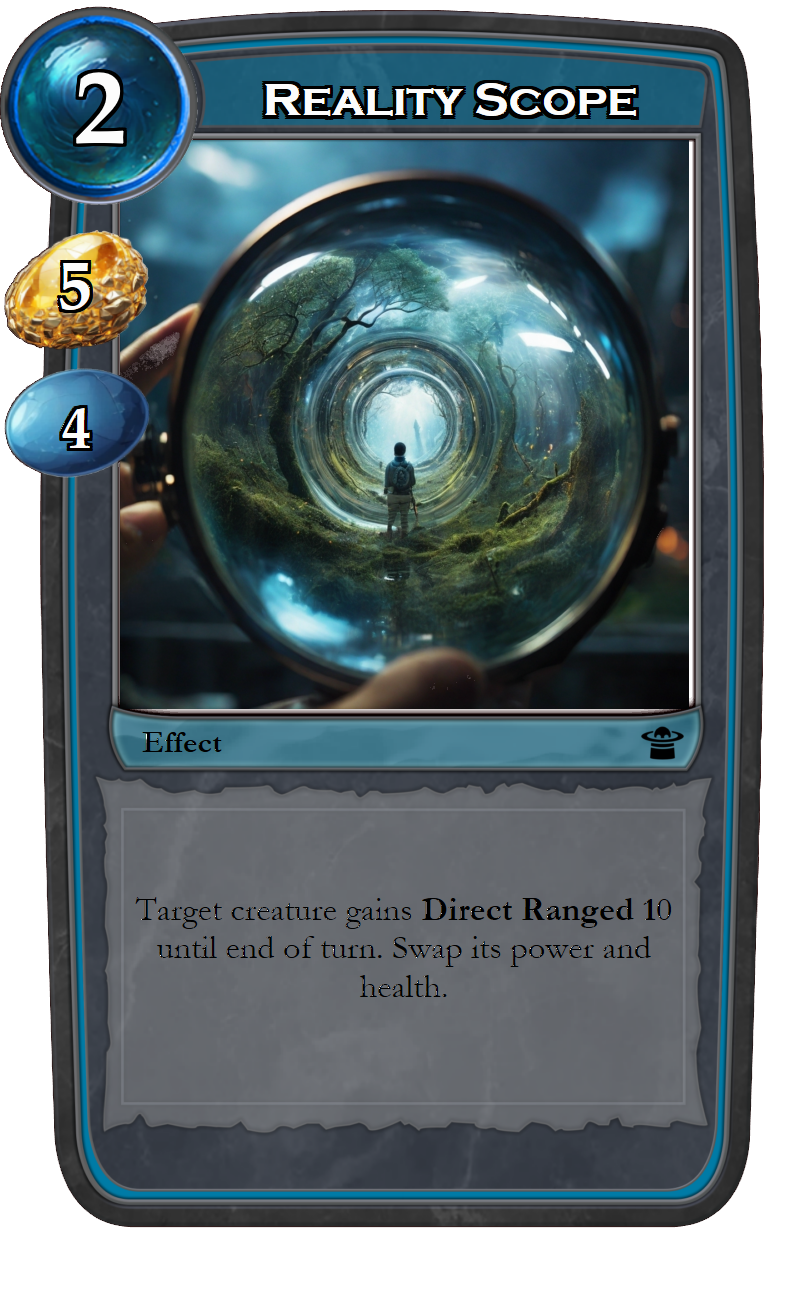 2
Reality Scope
5
4
Effect
Target creature gains Direct Ranged 10
until end of turn. Swap its power and
health.